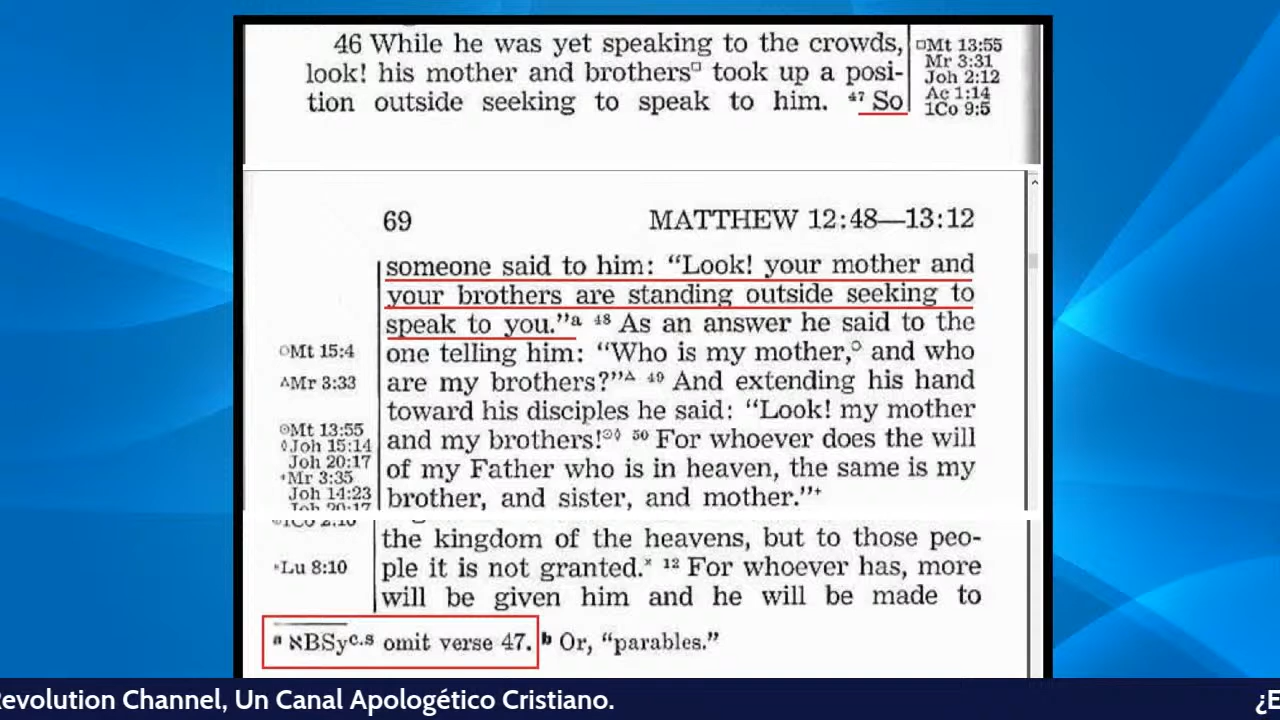 46 While he was yet speaking to the crowds,
look! his mother and brothers□ took up a posi-
tion outside seeking to speak to him. ⁴⁷ So
□Mt 13:55
Mr 3:31
Joh 2:12
Ac 1:14
1Co 9:5
69 MATTHEW 12:48—13:12
someone said to him: “Look! your mother and
your brothers are standing outside seeking to
speak to you.”ª ⁴⁸ As an answer he said to the
one telling him: “Who is my mother,○ and who
are my brothers?”△ ⁴⁹ And extending his hand
toward his disciples he said: “Look! my mother
and my brothers!⊙◊ ⁵⁰ For whoever does the will
of my Father who is in heaven, the same is my
brother, and sister, and mother.”⁺
○Mt 15:4
△Mr 3:33
⊙Mt 13:55
◊Joh 15:14
Joh 20:17
⁺Mr 3:35
Joh 14:23
Joh 20:17
the kingdom of the heavens, but to those peo-
ple it is not granted.ˣ ¹² For whoever has, more
will be given him and he will be made to
Lu 8:10
ª אBSyᶜ·ˢ omit verse 47. ᵇ Or, “parables.”
Revolution Channel, Un Canal Apologético Cristiano. ¿E